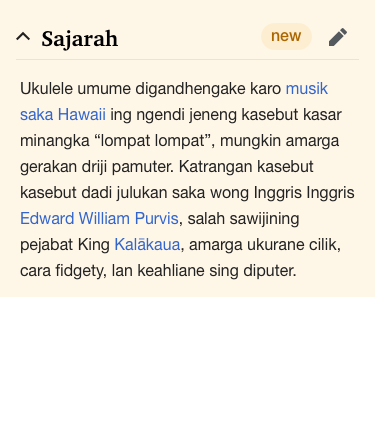 Sajarah
new
Ukulele umume digandhengake karo musik
saka Hawaii ing ngendi jeneng kasebut kasar
minangka “lompat lompat”, mungkin amarga
gerakan driji pamuter. Katrangan kasebut
kasebut dadi julukan saka wong Inggris Inggris
Edward William Purvis, salah sawijining
pejabat King Kalākaua, amarga ukurane cilik,
cara fidgety, lan keahliane sing diputer.